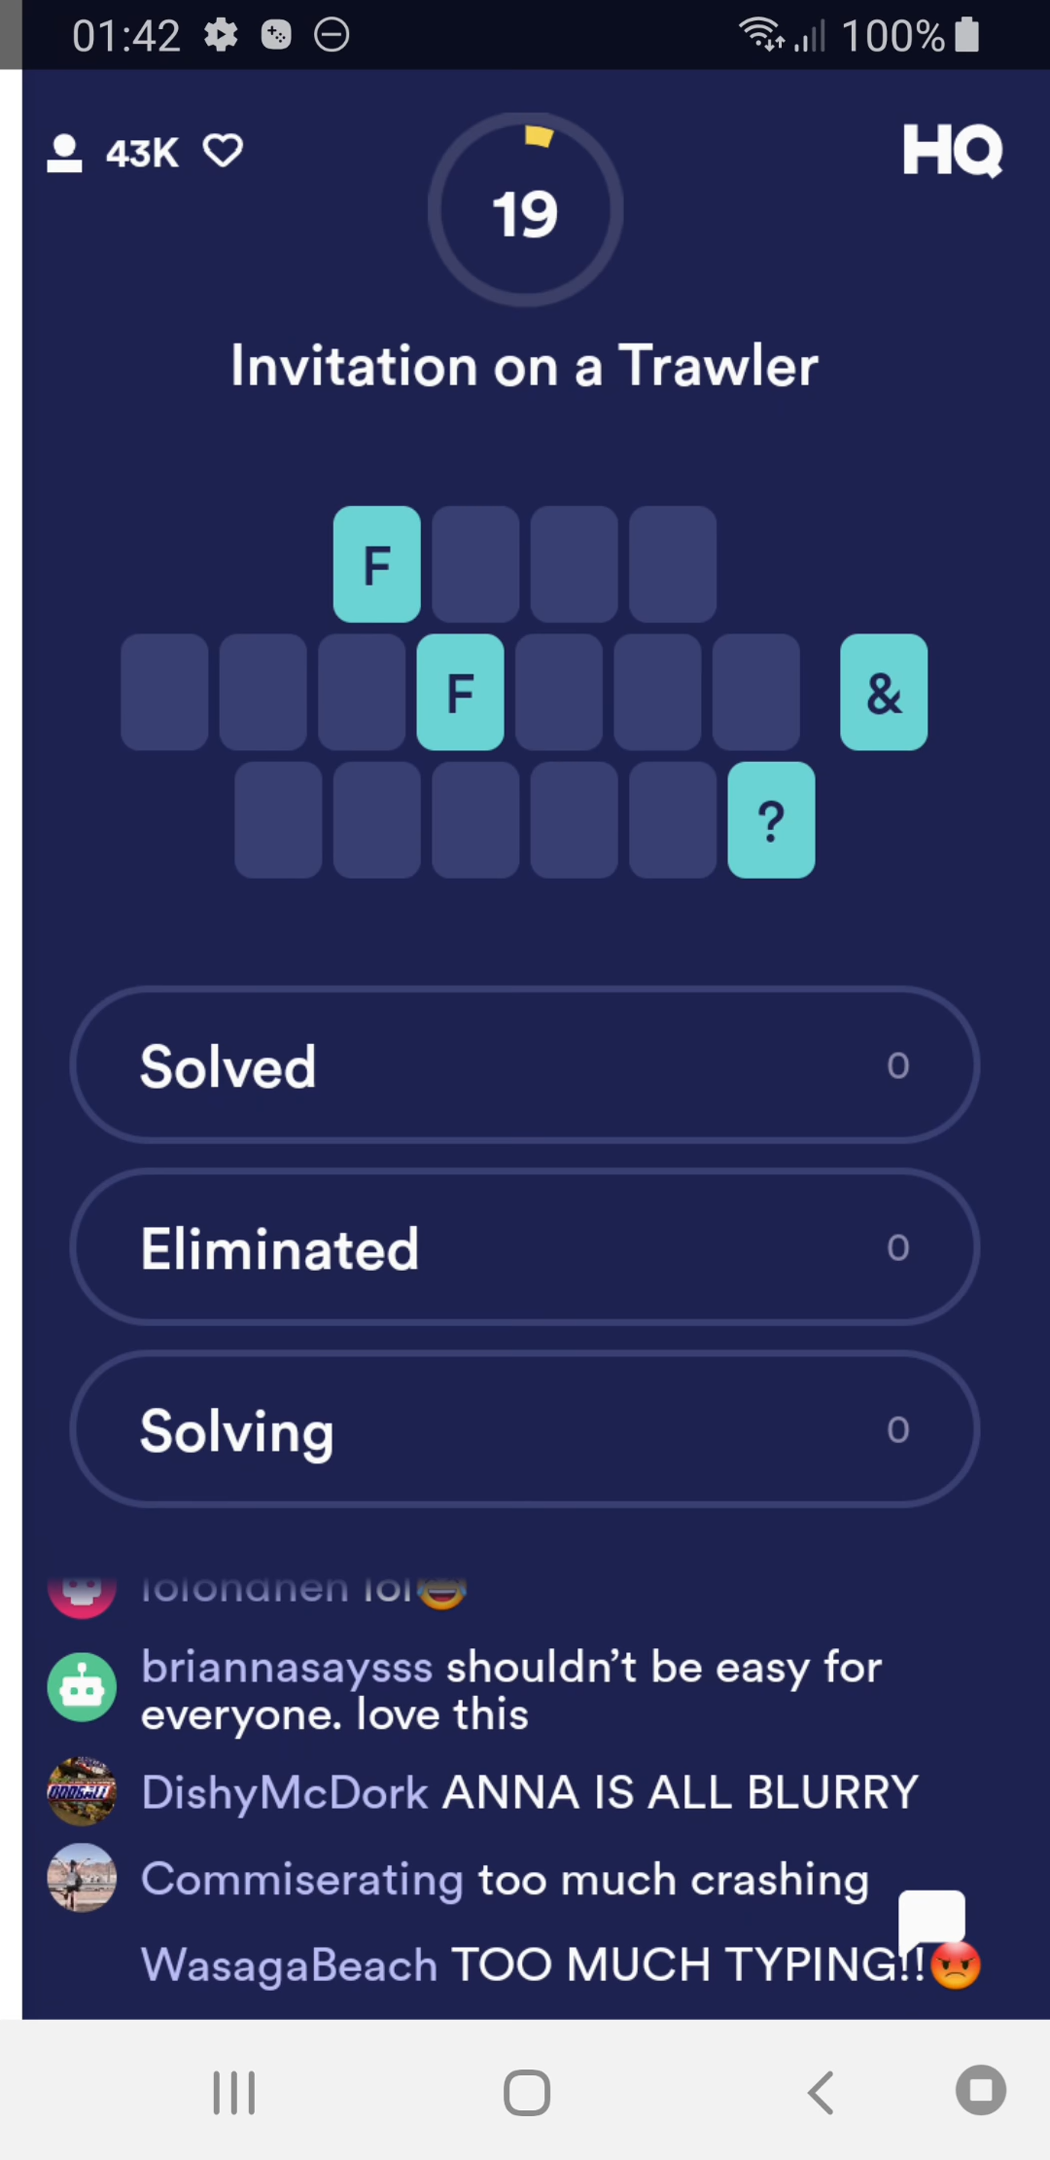 01:42 100%
43K 19 HQ
Invitation on a Trawler
F
F &
?
Solved 0
Eliminated 0
Solving 0
lol
briannasaysss shouldn't be easy for
everyone. love this
DishyMcDork ANNA IS ALL BLURRY
Commiserating too much crashing
WasagaBeach TOO MUCH TYPING!!😡